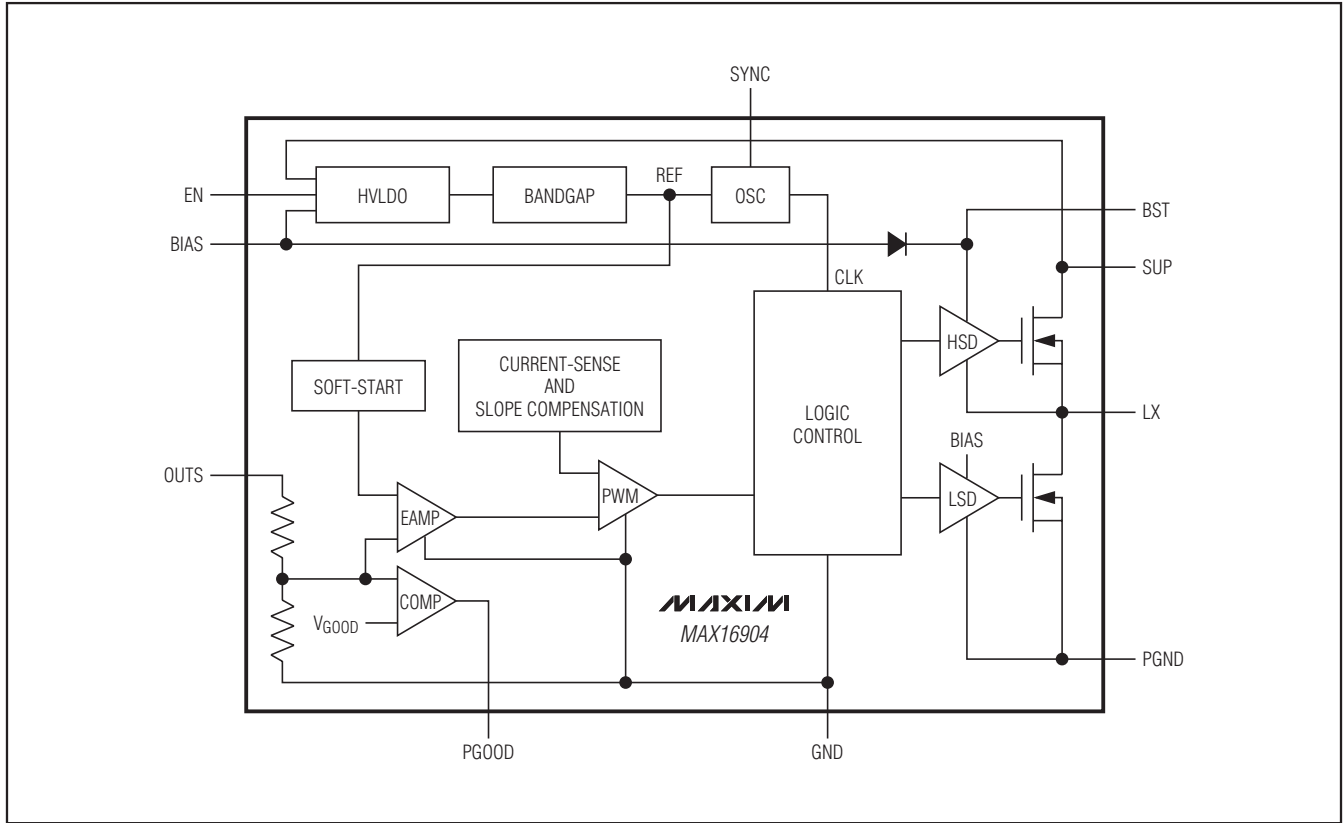 SYNC
EN
HVLDO
BANDGAP
REF
OSC
BST
BIAS
SUP
CLK
HSD
SOFT-START
CURRENT-SENSE
AND
SLOPE COMPENSATION
LOGIC
CONTROL
LX
BIAS
OUTS
EAMP
PWM
LSD
COMP
VGOOD
MAXIM
MAX16904
PGND
PGOOD
GND